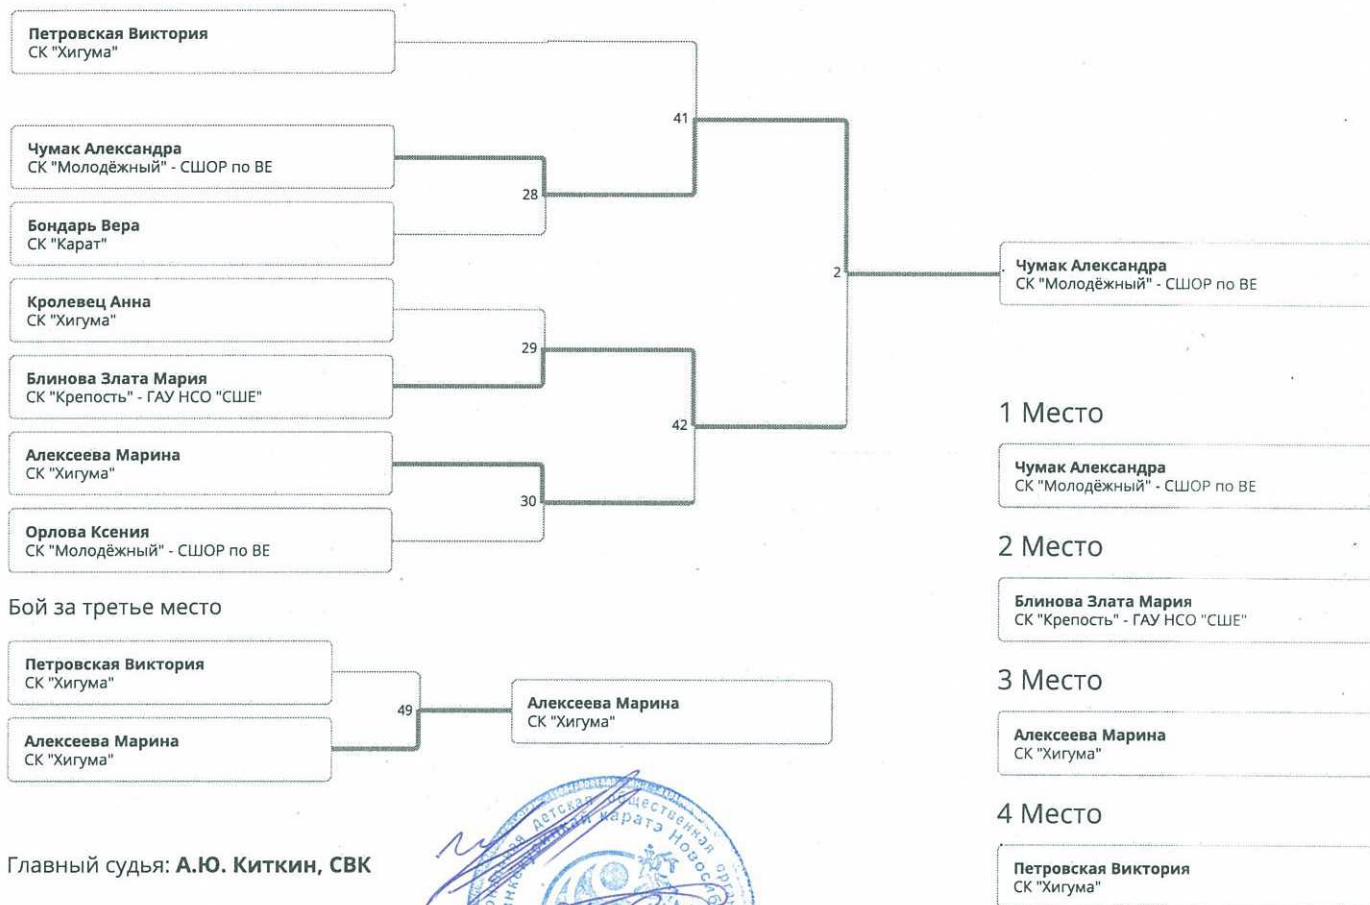 Петровская Виктория
СК "Хигума"
Чумак Александра
СК "Молодёжный" - СШОР по ВЕ
Бондарь Вера
СК "Карат"
Кролевец Анна
СК "Хигума"
Блинова Злата Мария
СК "Крепость" - ГАУ НСО "СШЕ"
Алексеева Марина
СК "Хигума"
Орлова Ксения
СК "Молодёжный" - СШОР по ВЕ
41
28
29
42
30
2
Чумак Александра
СК "Молодёжный" - СШОР по ВЕ
Бой за третье место
Петровская Виктория
СК "Хигума"
Алексеева Марина
СК "Хигума"
49
Алексеева Марина
СК "Хигума"
1 Место
Чумак Александра
СК "Молодёжный" - СШОР по ВЕ
2 Место
Блинова Злата Мария
СК "Крепость" - ГАУ НСО "СШЕ"
3 Место
Алексеева Марина
СК "Хигума"
4 Место
Петровская Виктория
СК "Хигума"
Главный судья: А.Ю. Киткин, СВК
детская общественная
каратэ